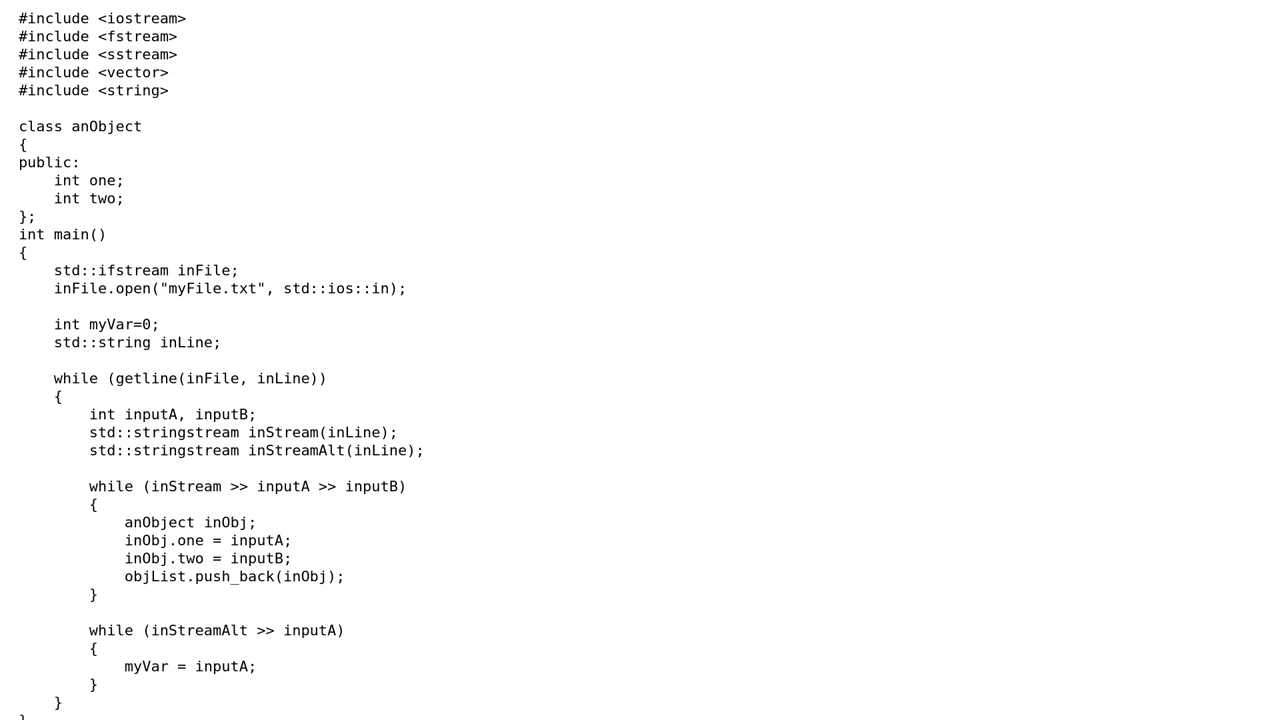 #include <iostream>
#include <fstream>
#include <sstream>
#include <vector>
#include <string>

class anObject
{
public:
    int one;
    int two;
};
int main()
{
    std::ifstream inFile;
    inFile.open("myFile.txt", std::ios::in);

    int myVar=0;
    std::string inLine;

    while (getline(inFile, inLine))
    {
        int inputA, inputB;
        std::stringstream inStream(inLine);
        std::stringstream inStreamAlt(inLine);

        while (inStream >> inputA >> inputB)
        {
            anObject inObj;
            inObj.one = inputA;
            inObj.two = inputB;
            objList.push_back(inObj);
        }

        while (inStreamAlt >> inputA)
        {
            myVar = inputA;
        }
    }
}